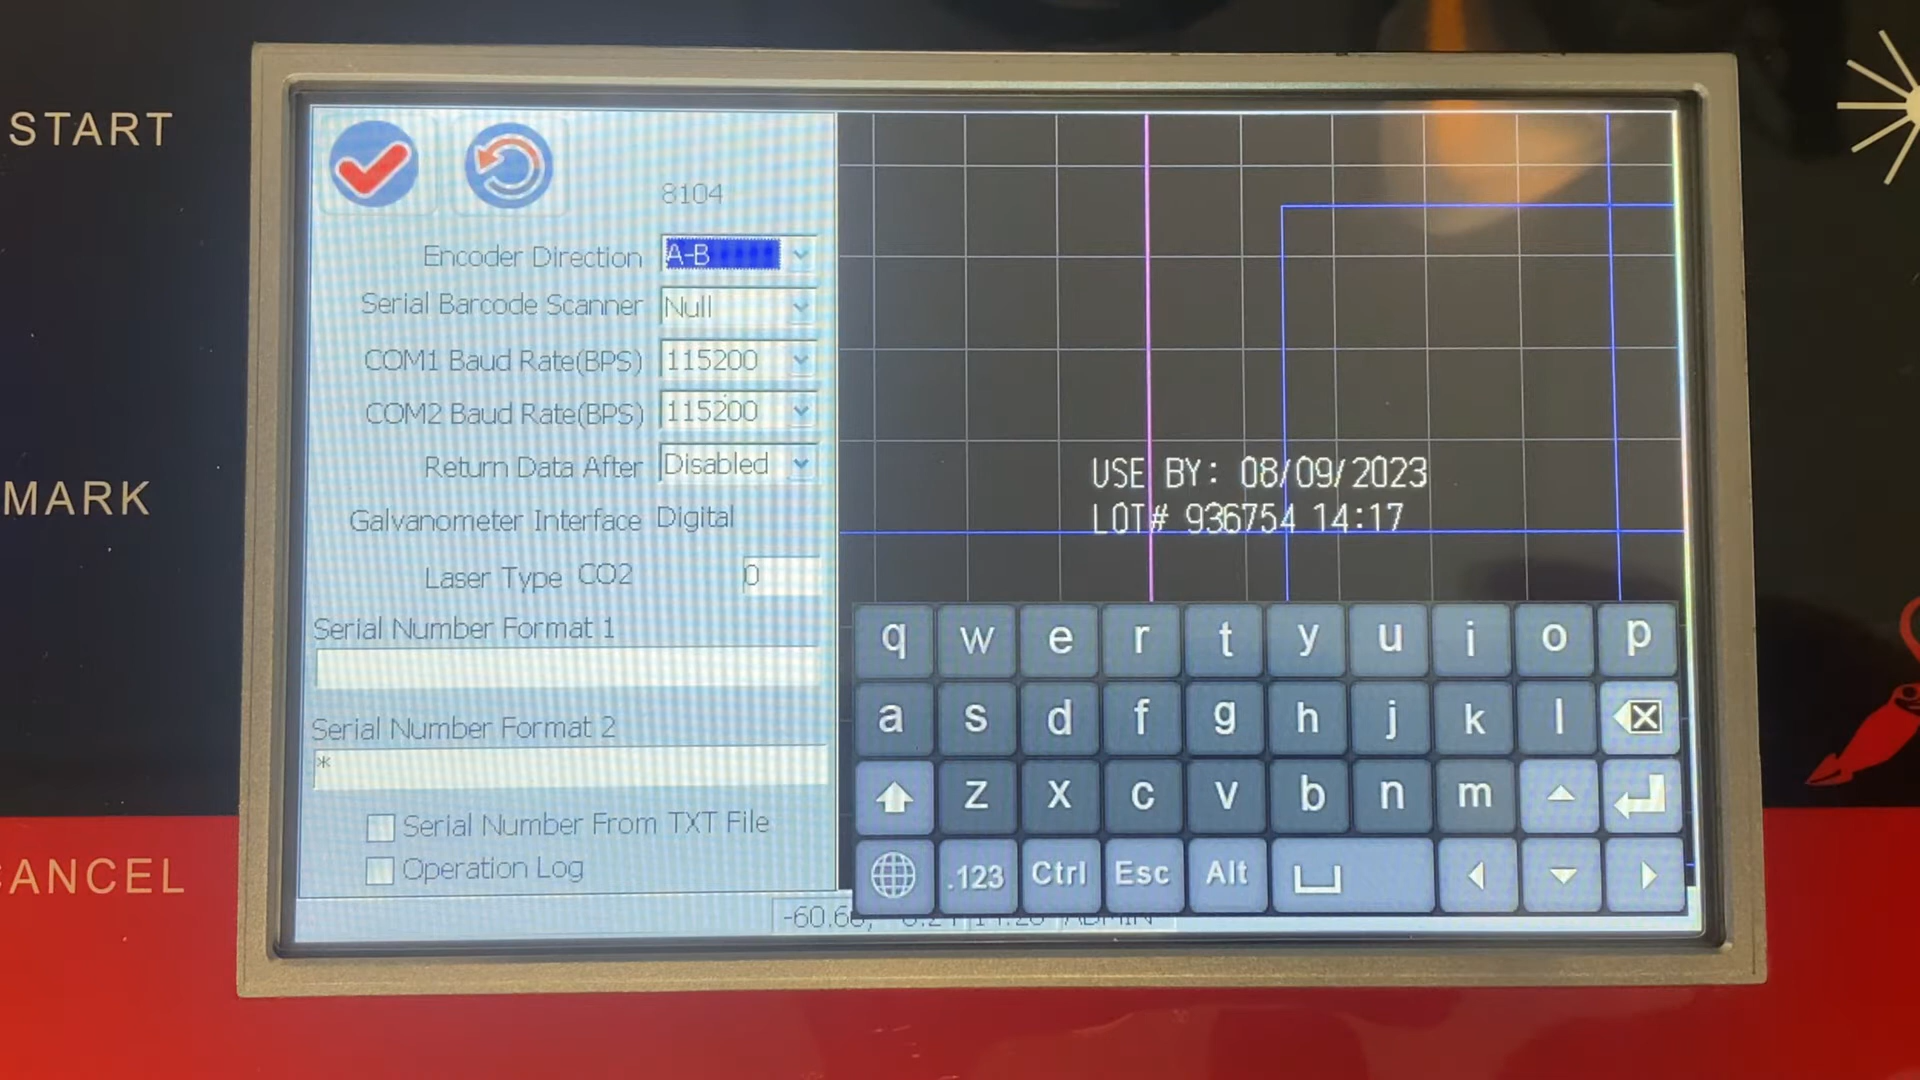 START
MARK
CANCEL
8104
Encoder Direction A-B
Serial Barcode Scanner Null
COM1 Baud Rate(BPS) 115200
COM2 Baud Rate(BPS) 115200
Return Data After Disabled
Galvanometer Interface Digital
Laser Type CO2 0
Serial Number Format 1
Serial Number Format 2
*
Serial Number From TXT File
Operation Log
USE BY: 08/09/2023
LOT# 936754 14:17
q w e r t y u i o p
a s d f g h j k l
z x c v b n m
.123 Ctrl Esc Alt